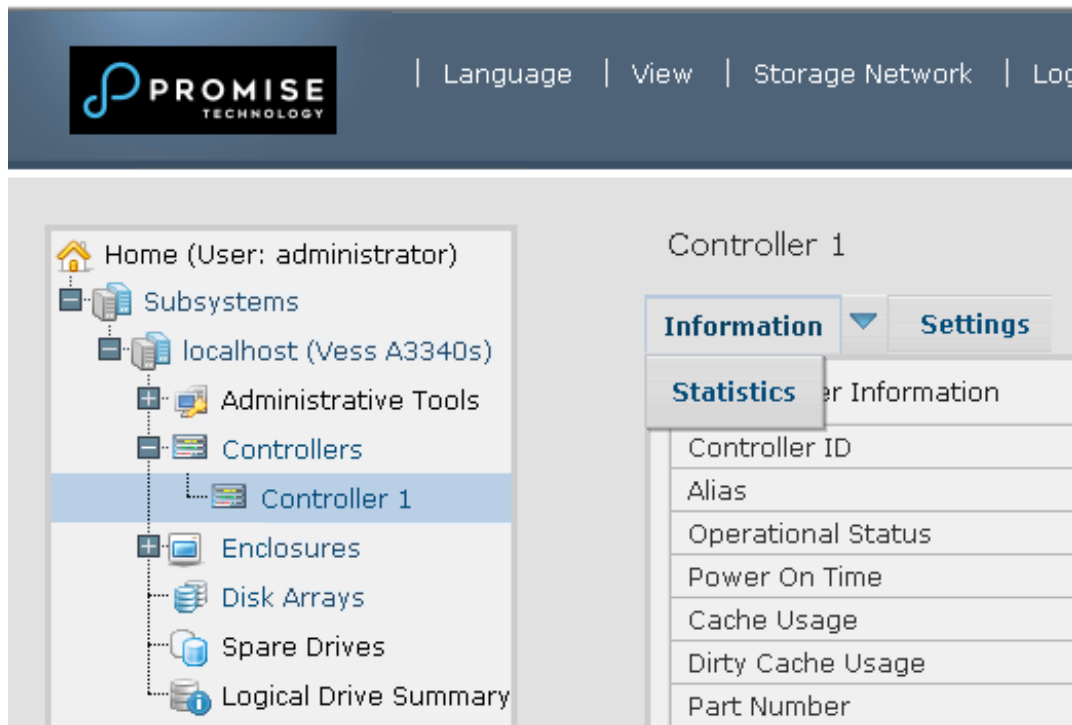 PROMISE
TECHNOLOGY
| Language | View | Storage Network |
Home (User: administrator)
Subsystems
localhost (Vess A3340s)
Administrative Tools
Controllers
Controller 1
Enclosures
Disk Arrays
Spare Drives
Logical Drive Summary
Controller 1
Information Settings
Statistics Information
Controller ID
Alias
Operational Status
Power On Time
Cache Usage
Dirty Cache Usage
Part Number